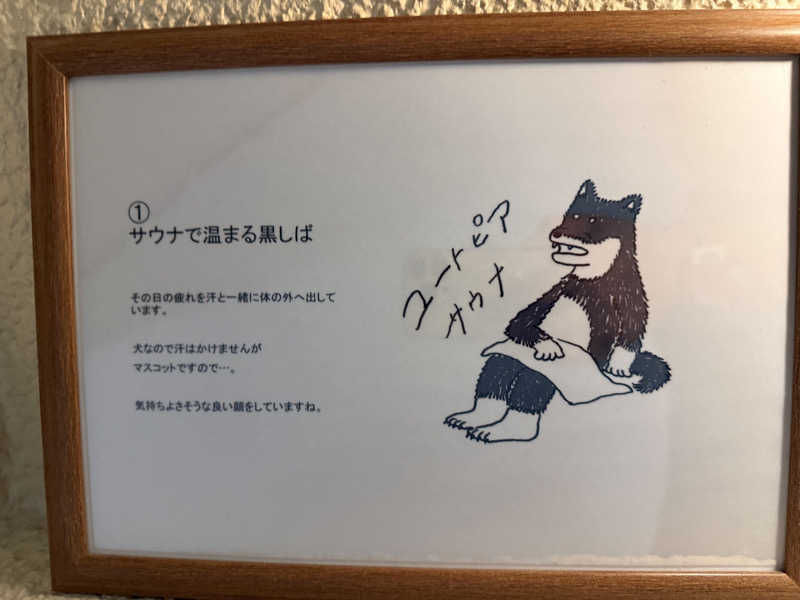 ①
サウナで温まる黒しば
その日の疲れを汗と一緒に体の外へ出して
います。
犬なので汗はかけませんが
マスコットですので…。
気持ちよさそうな良い顔をしていますね。
ユートピア
サウナ